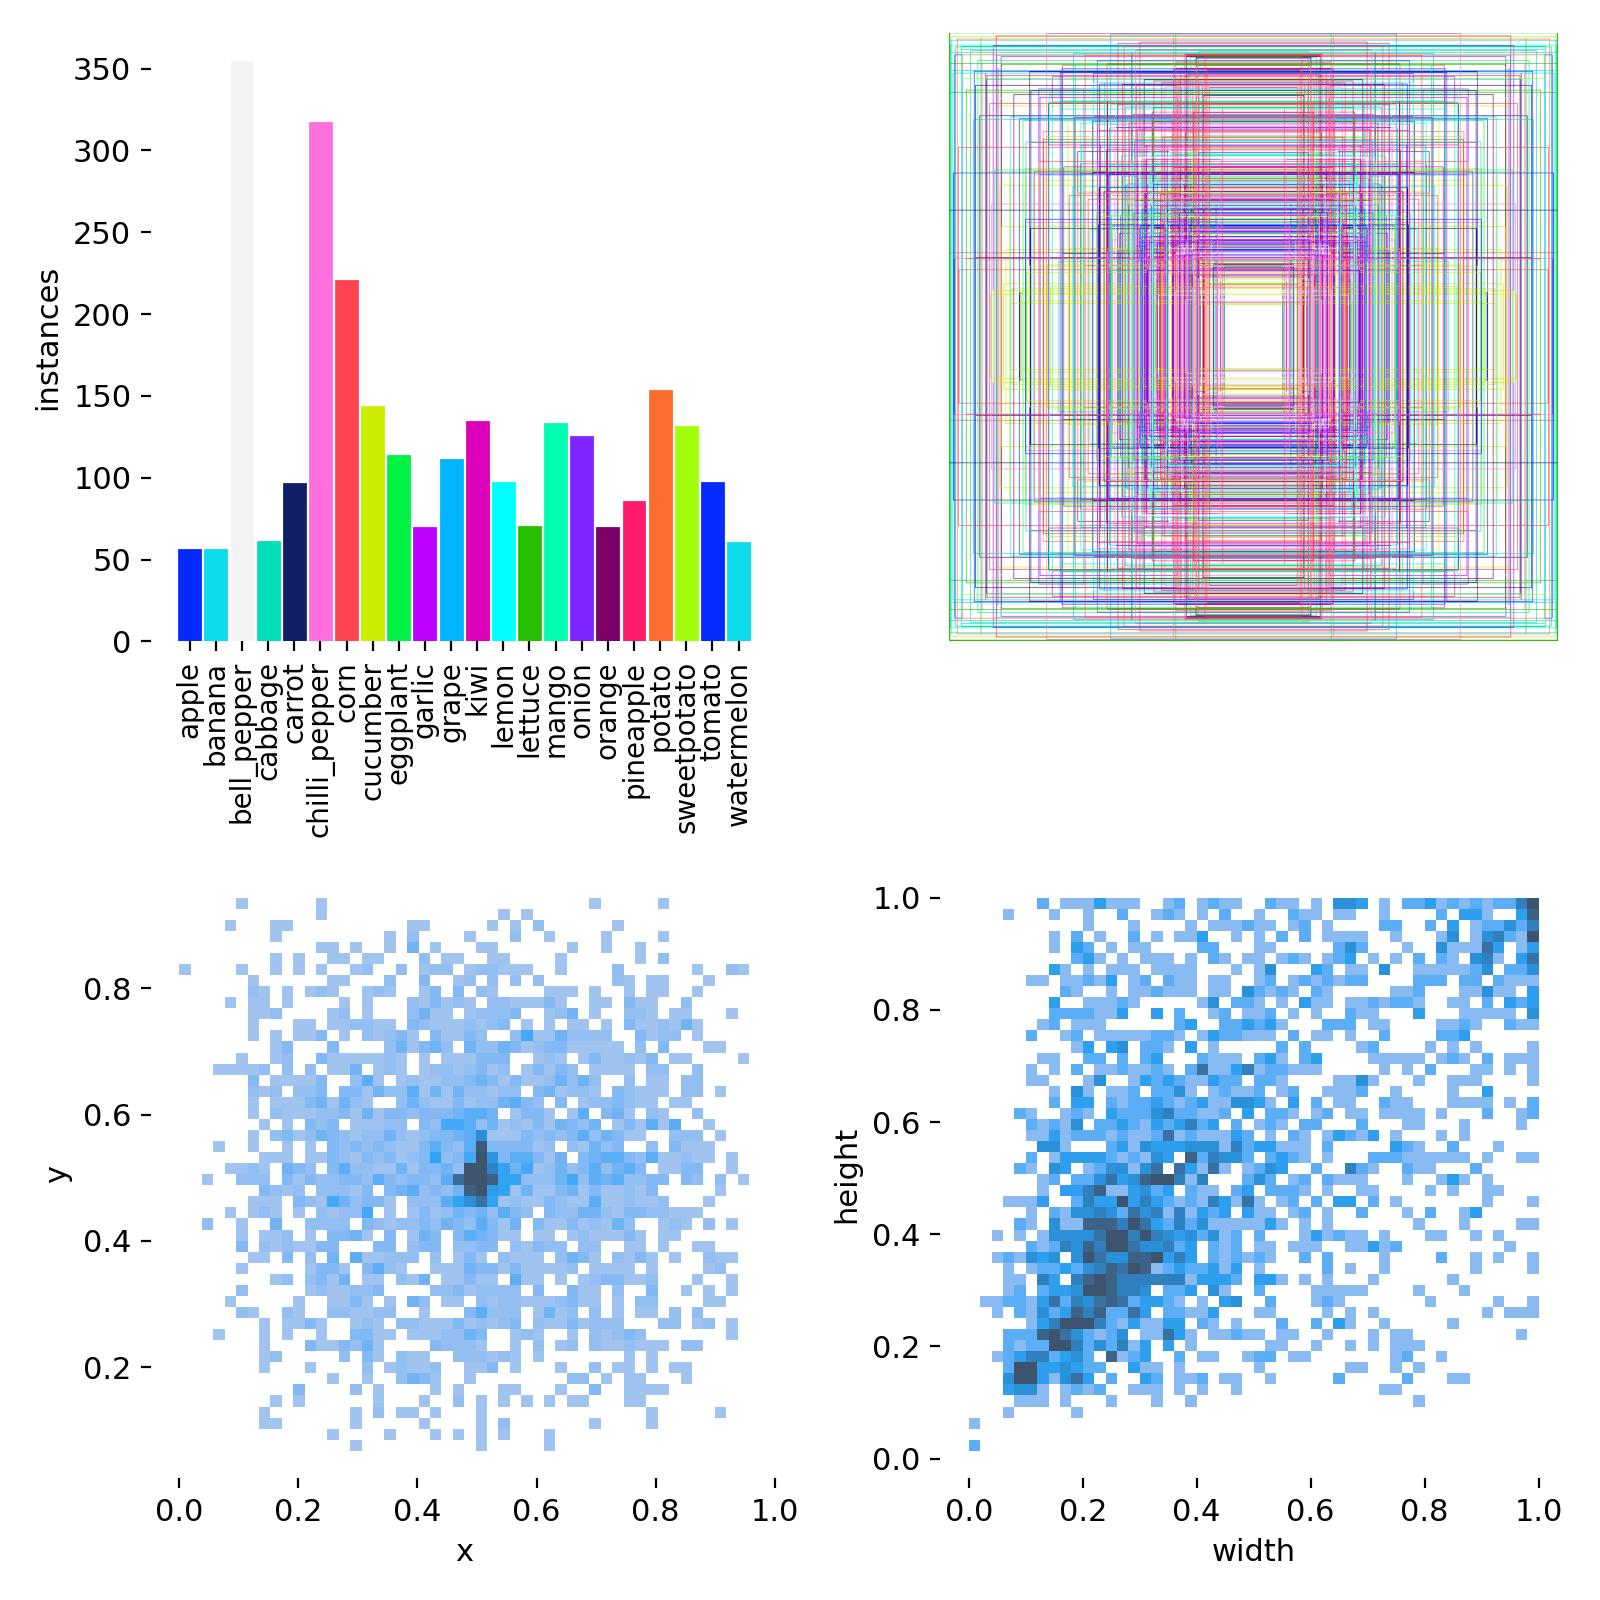 350
300
250
200
150
100
50
0
instances
apple
banana
bell_pepper
cabbage
carrot
chilli_pepper
corn
cucumber
eggplant
garlic
grape
kiwi
lemon
lettuce
mango
onion
orange
pineapple
potato
sweetpotato
tomato
watermelon
0.8
0.6
0.4
0.2
y
0.0 0.2 0.4 0.6 0.8 1.0
x
1.0
0.8
0.6
0.4
0.2
0.0
height
0.0 0.2 0.4 0.6 0.8 1.0
width